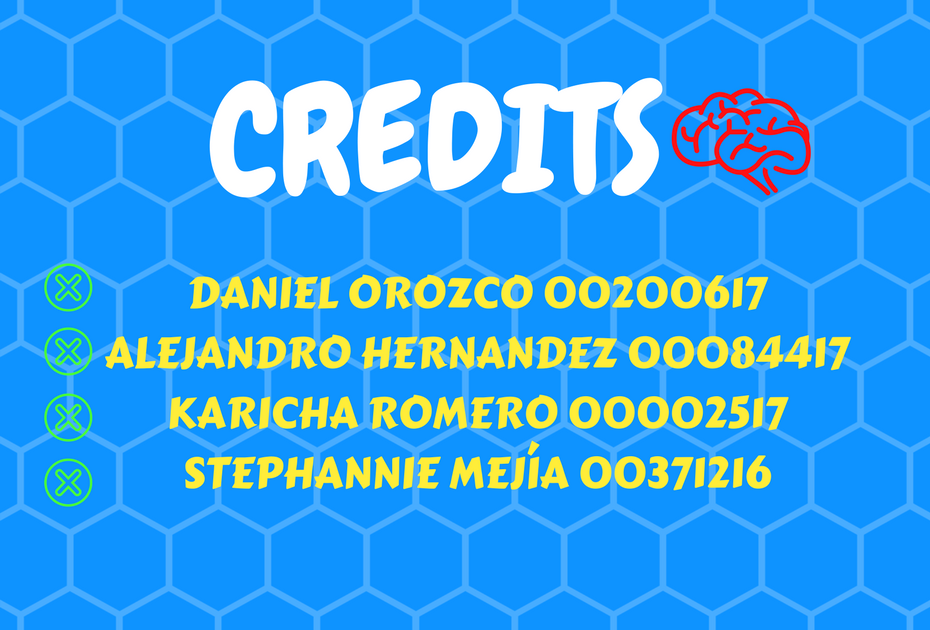 CREDITS
DANIEL OROZCO 00200617
ALEJANDRO HERNANDEZ 00084417
KARICHA ROMERO 00002517
STEPHANNIE MEJÍA 00371216